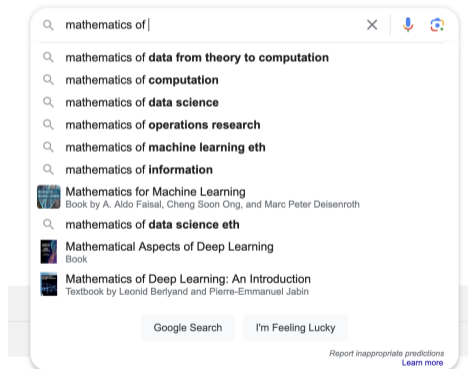 mathematics of
mathematics of data from theory to computation
mathematics of computation
mathematics of data science
mathematics of operations research
mathematics of machine learning eth
mathematics of information
Mathematics for Machine Learning
Book by A. Aldo Faisal, Cheng Soon Ong, and Marc Peter Deisenroth
mathematics of data science eth
Mathematical Aspects of Deep Learning
Book
Mathematics of Deep Learning: An Introduction
Textbook by Leonid Berlyand and Pierre-Emmanuel Jabin
Google Search
I'm Feeling Lucky
Report inappropriate predictions
Learn more